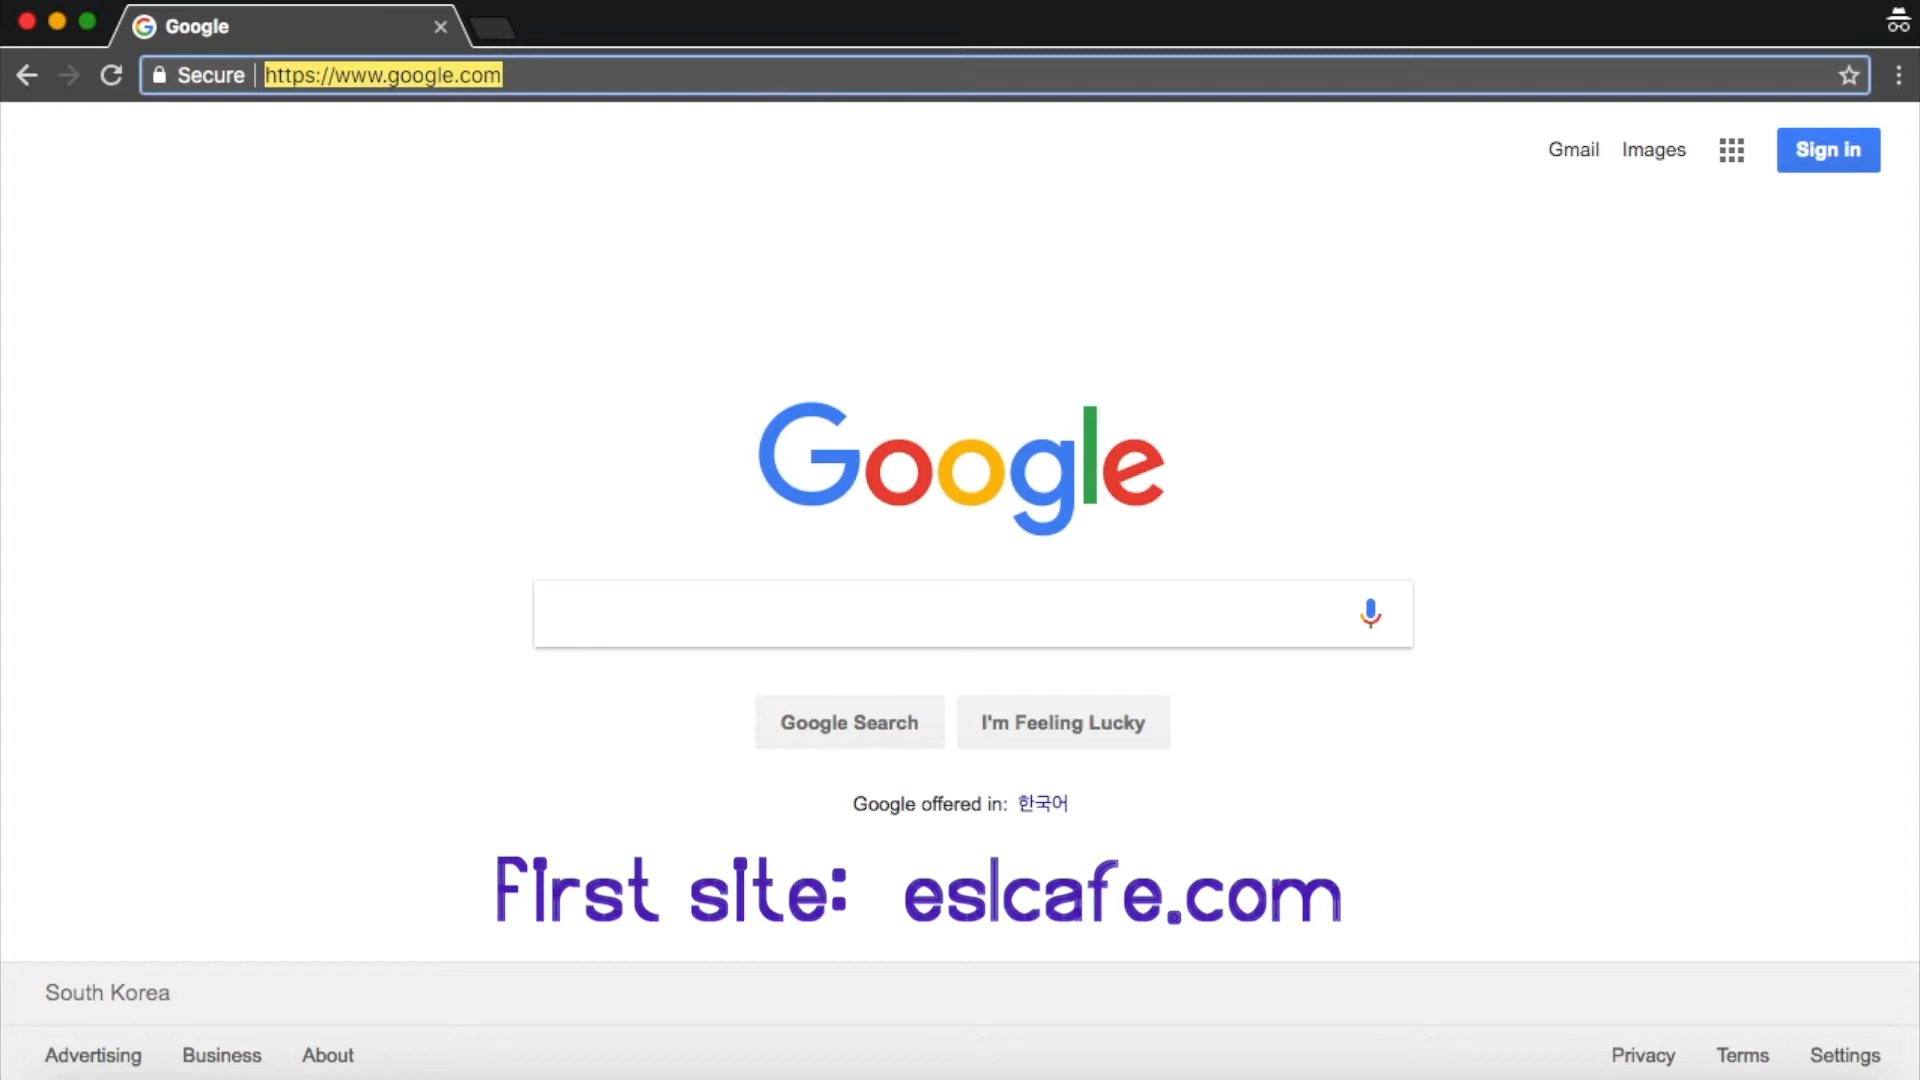 Google
Secure | https://www.google.com
Gmail Images Sign in
Google
Google Search I'm Feeling Lucky
Google offered in: 한국어
first site: eslcafe.com
South Korea
Advertising Business About Privacy Terms Settings